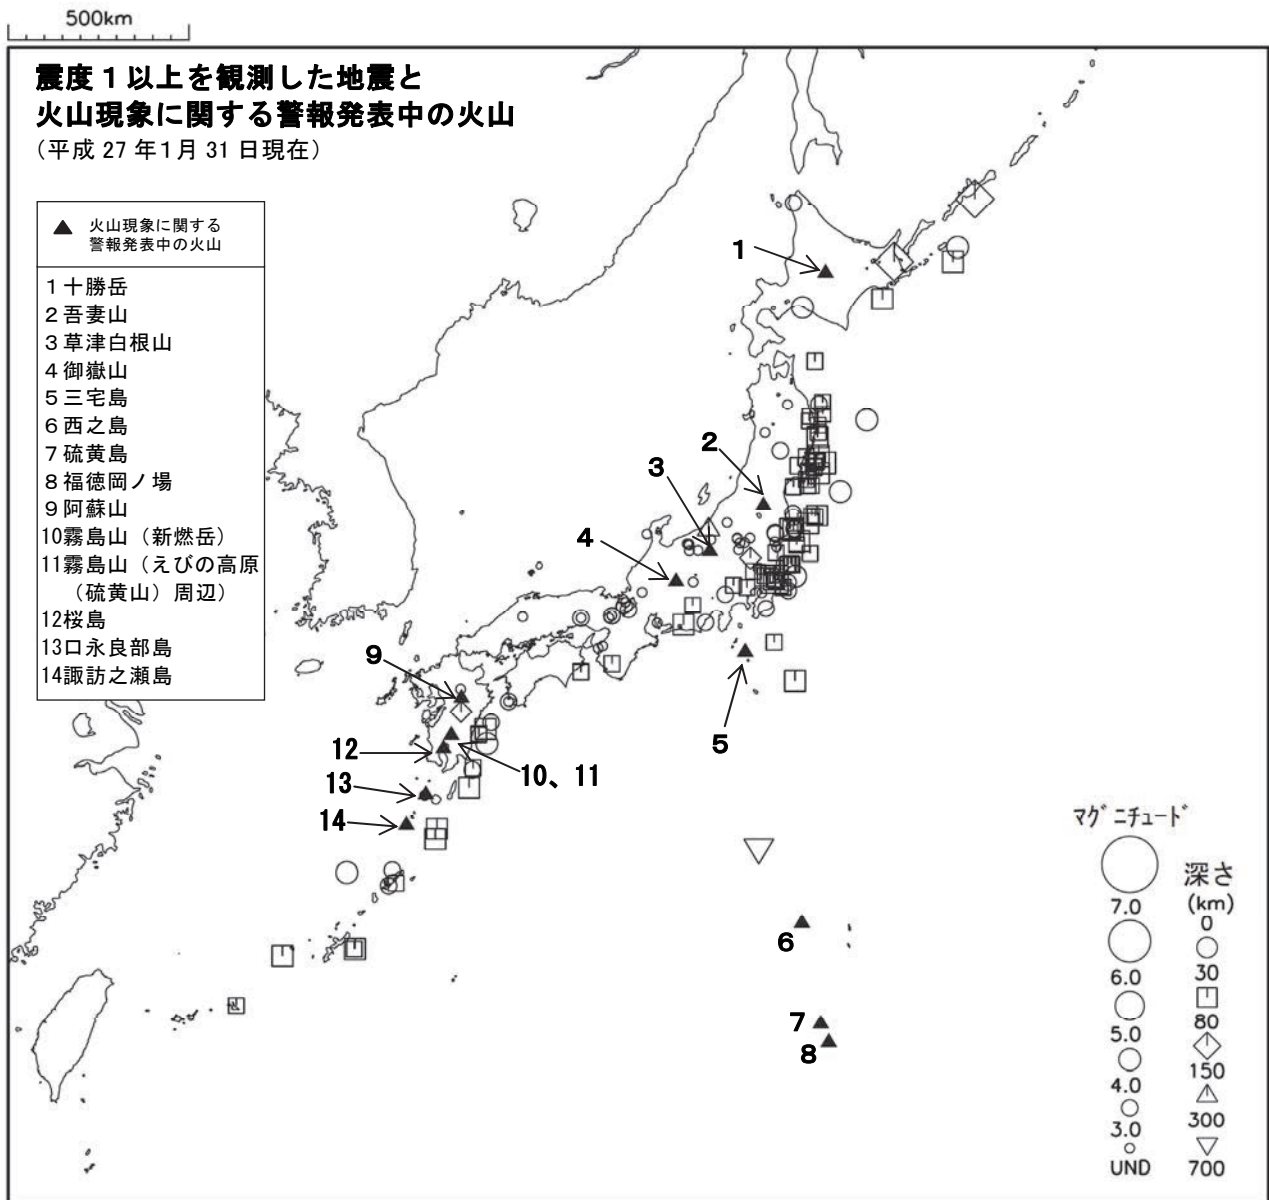 500km
震度1以上を観測した地震と
火山現象に関する警報発表中の火山
（平成 27 年1月 31 日現在）
▲ 火山現象に関する
警報発表中の火山
1十勝岳
2吾妻山
3草津白根山
4御嶽山
5三宅島
6西之島
7硫黄島
8福徳岡ノ場
9阿蘇山
10霧島山（新燃岳）
11霧島山（えびの高原
（硫黄山）周辺）
12桜島
13口永良部島
14諏訪之瀬島
1
2
3
4
9
5
12
10、11
13
14
6
7
8
マグニチュード
7.0
6.0
5.0
4.0
3.0
UND
深さ
(km)
0
30
80
150
300
700